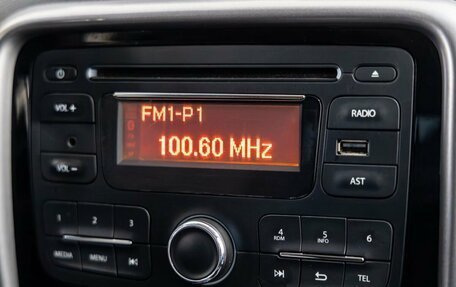 FM1-P1
100.60 MHz
VOL +
RADIO
VOL −
AST
1 2 3
4 RDM 5 INFO 6
MEDIA MENU
TEL